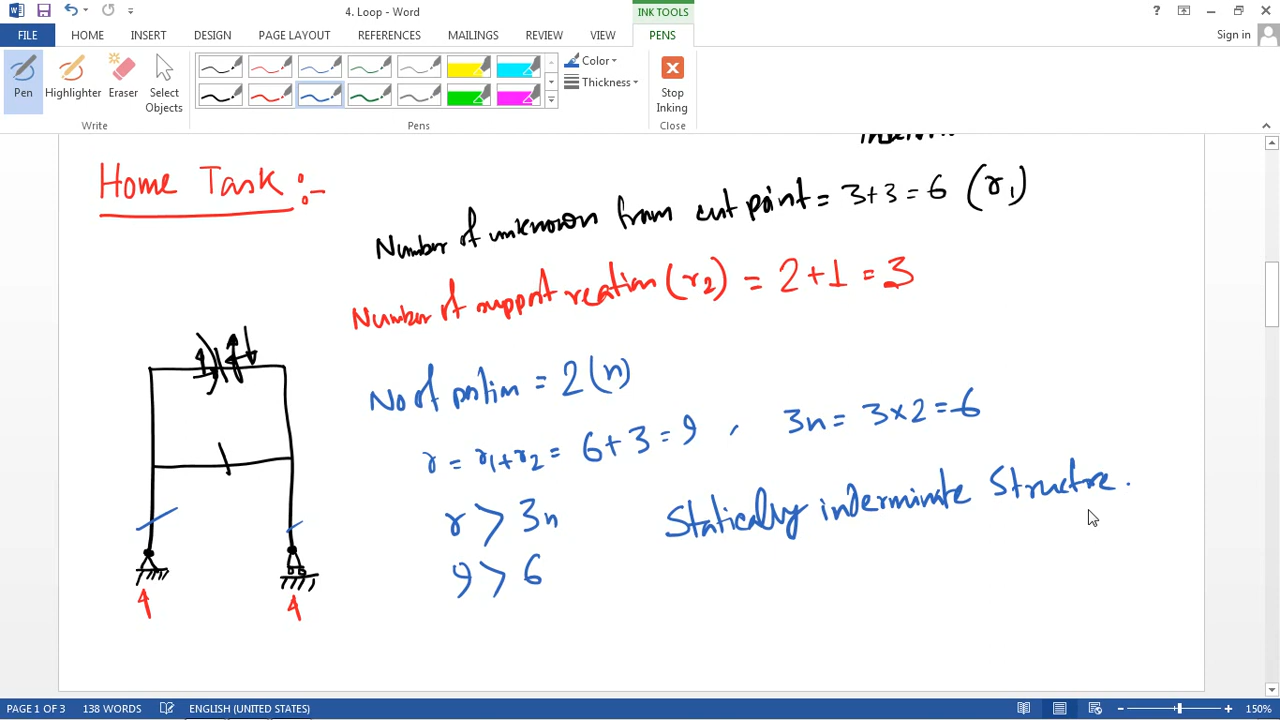 4. Loop - Word
INK TOOLS
? Sign in
FILE HOME INSERT DESIGN PAGE LAYOUT REFERENCES MAILINGS REVIEW VIEW PENS
Pen Highlighter Eraser Select Objects
Color
Thickness
Stop Inking
Write Pens Close
Home Task :-
Number of unknown from cut point = 3+3 = 6 (r1)
Number of support reation (r2) = 2+1 = 3
No of portion = 2 (n)
r = r1+r2 = 6+3 = 9 , 3n = 3×2 = 6
r > 3n
Statically inderminate Structre.
9 > 6
PAGE 1 OF 3 138 WORDS ENGLISH (UNITED STATES) 150%